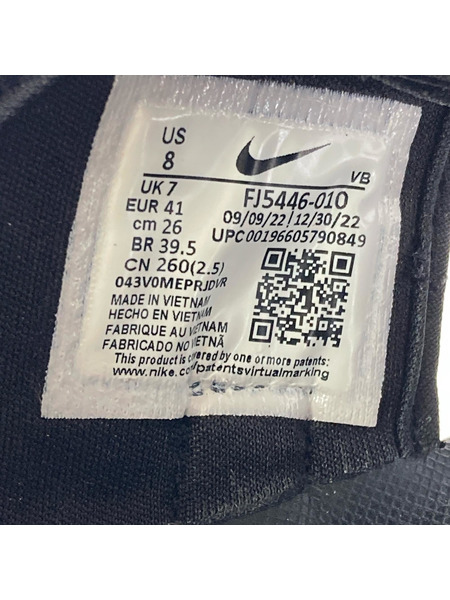 US
8
VB
UK 7
EUR 41
cm 26
BR 39.5
CN 260(2.5)
043V0MEPRJDVR
FJ5446-010
09/09/22 12/30/22
UPC00196605790849
MADE IN VIETNAM
HECHO EN VIETNAM
FABRIQUE AU VIETNAM
FABRICADO NO VIETNÃ
This product is covered by one or more patents:
www.nike.com/patentsvirtualmarking